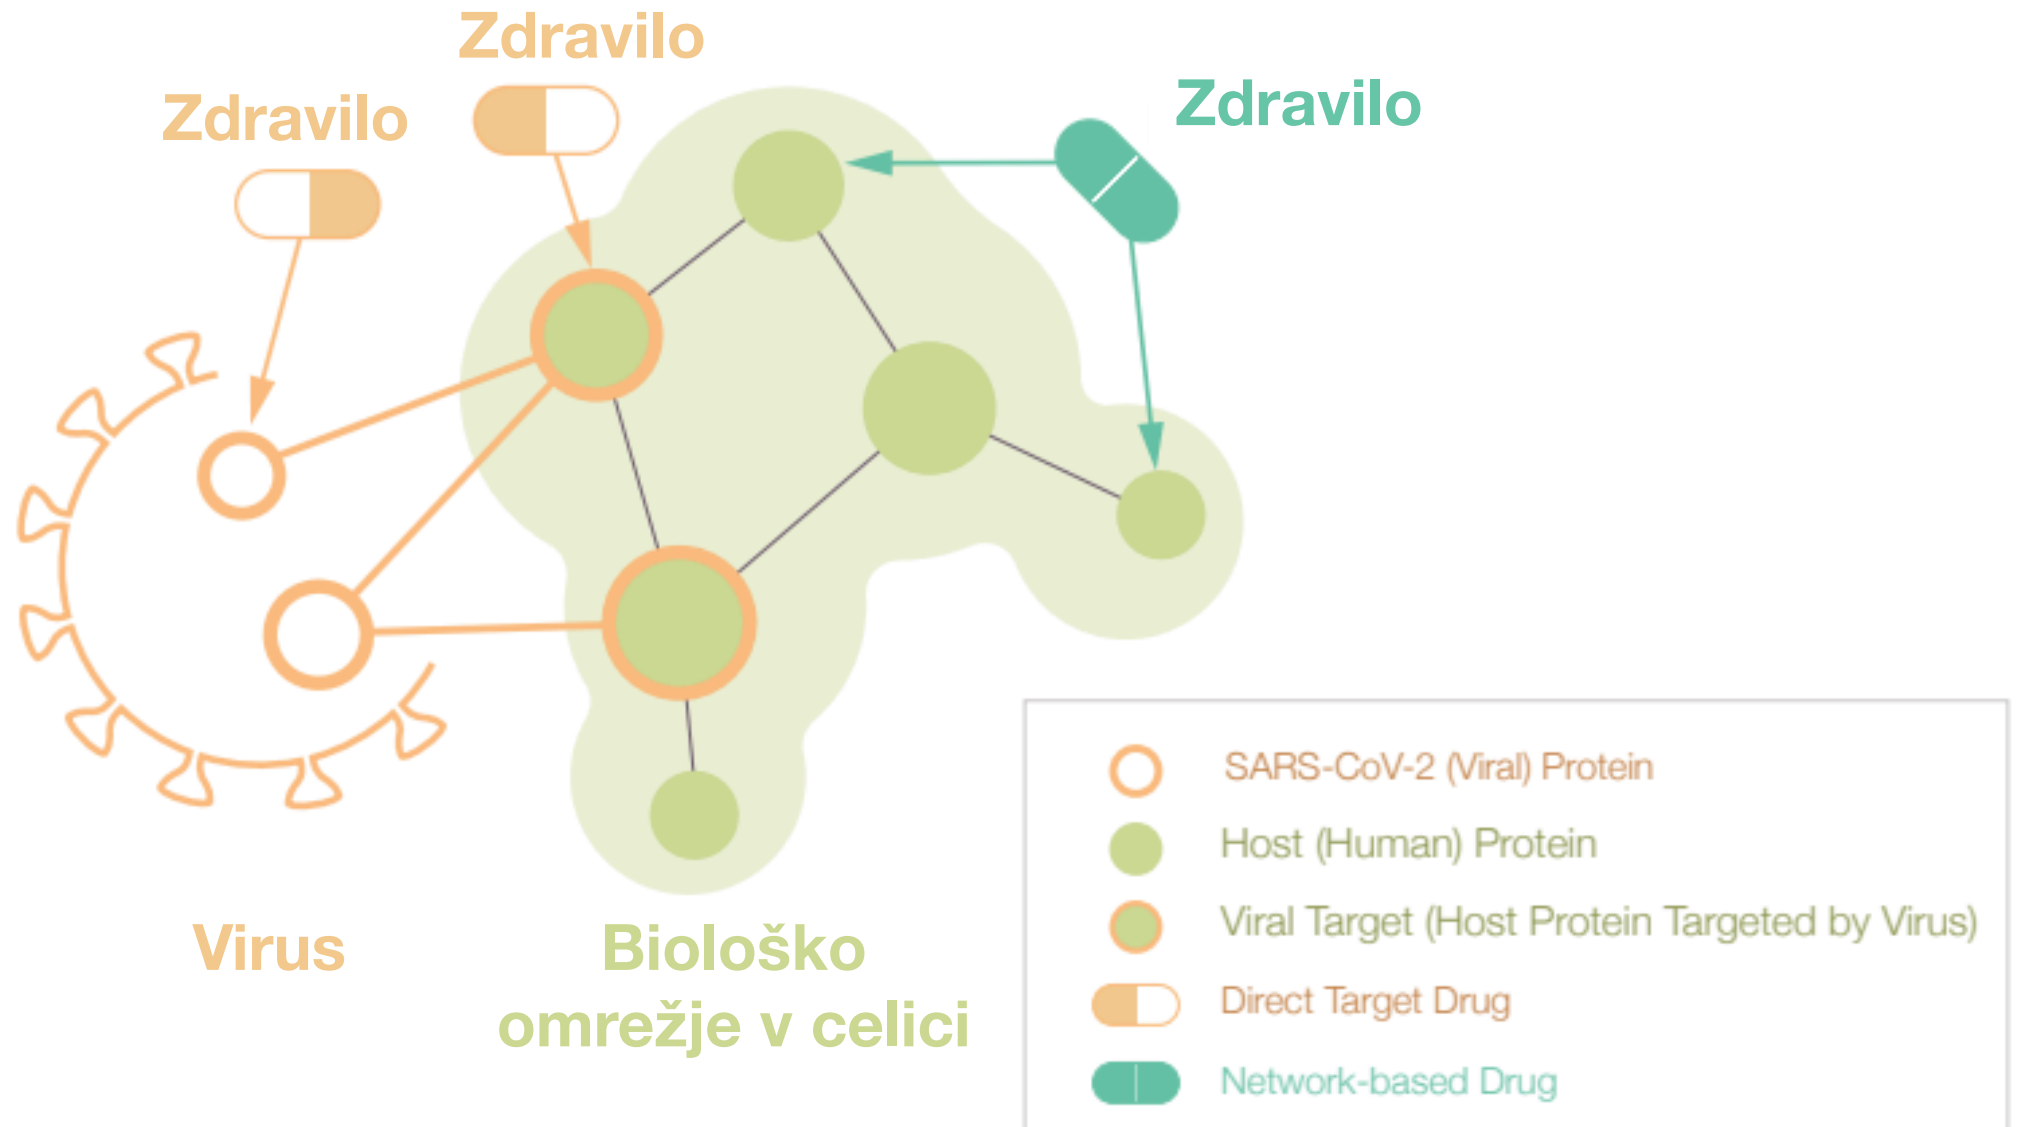 Zdravilo
Zdravilo
Zdravilo
Virus
Biološko
omrežje v celici
SARS-CoV-2 (Viral) Protein
Host (Human) Protein
Viral Target (Host Protein Targeted by Virus)
Direct Target Drug
Network-based Drug